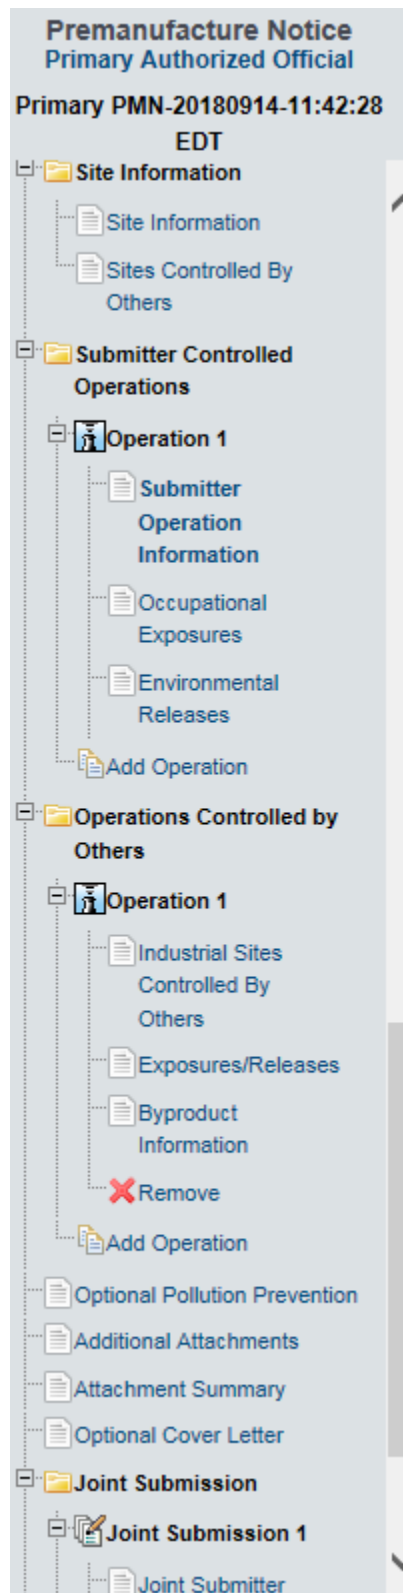 Premanufacture Notice
Primary Authorized Official
Primary PMN-20180914-11:42:28
EDT
Site Information
Site Information
Sites Controlled By
Others
Submitter Controlled
Operations
Operation 1
Submitter
Operation
Information
Occupational
Exposures
Environmental
Releases
Add Operation
Operations Controlled by
Others
Operation 1
Industrial Sites
Controlled By
Others
Exposures/Releases
Byproduct
Information
Remove
Add Operation
Optional Pollution Prevention
Additional Attachments
Attachment Summary
Optional Cover Letter
Joint Submission
Joint Submission 1
Joint Submitter